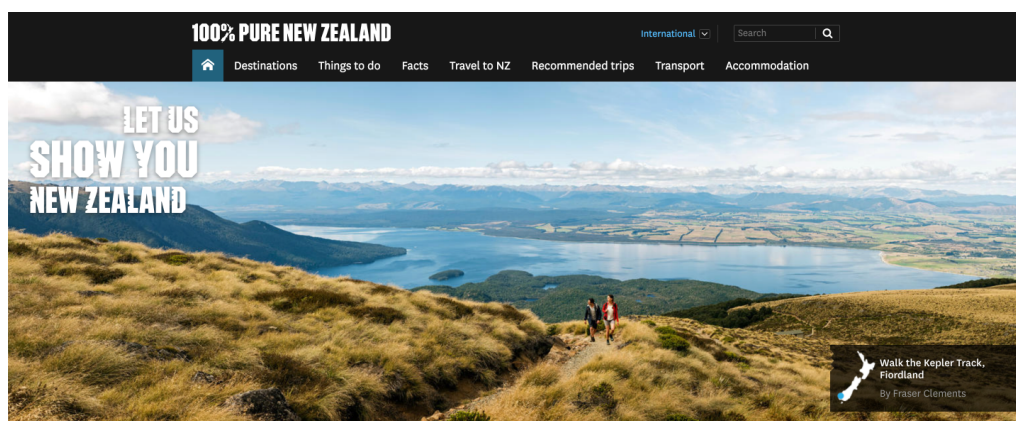 100% PURE NEW ZEALAND
International
Search
Destinations Things to do Facts Travel to NZ Recommended trips Transport Accommodation
LET US
SHOW YOU
NEW ZEALAND
Walk the Kepler Track,
Fiordland
By Fraser Clements